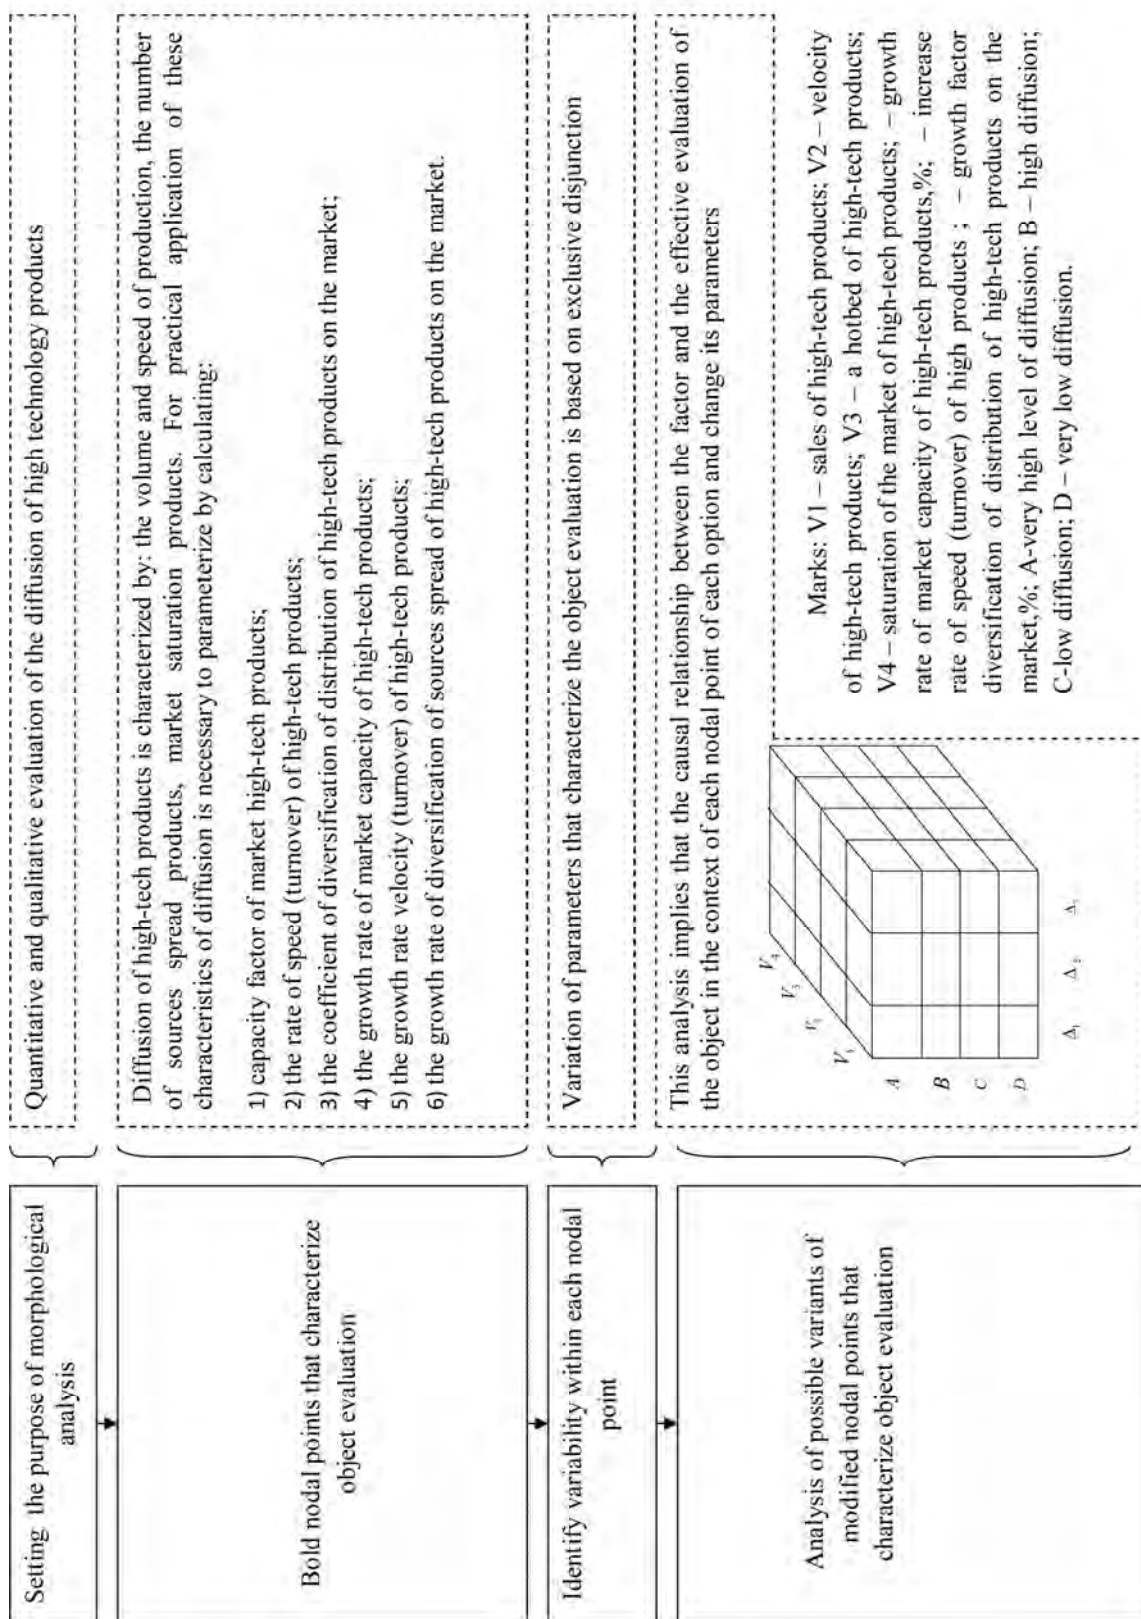 Setting the purpose of morphological
analysis
Quantitative and qualitative evaluation of the diffusion of high technology products
Bold nodal points that characterize
object evaluation
Diffusion of high-tech products is characterized by: the volume and speed of production, the number
of sources spread products, market saturation products. For practical application of these
characteristics of diffusion is necessary to parameterize by calculating:
1) capacity factor of market high-tech products;
2) the rate of speed (turnover) of high-tech products;
3) the coefficient of diversification of distribution of high-tech products on the market;
4) the growth rate of market capacity of high-tech products;
5) the growth rate velocity (turnover) of high-tech products;
6) the growth rate of diversification of sources spread of high-tech products on the market.
Identify variability within each nodal
point
Variation of parameters that characterize the object evaluation is based on exclusive disjunction
Analysis of possible variants of
modified nodal points that
characterize object evaluation
This analysis implies that the causal relationship between the factor and the effective evaluation of
the object in the context of each nodal point of each option and change its parameters
V4
V3
V1
A
B
C
D
Δ1
Δ2
Marks: V1 – sales of high-tech products; V2 – velocity
of high-tech products; V3 – a hotbed of high-tech products;
V4 – saturation of the market of high-tech products; – growth
rate of market capacity of high-tech products,%; – increase
rate of speed (turnover) of high products ; – growth factor
diversification of distribution of high-tech products on the
market,%, A-very high level of diffusion; B – high diffusion;
C-low diffusion; D – very low diffusion.